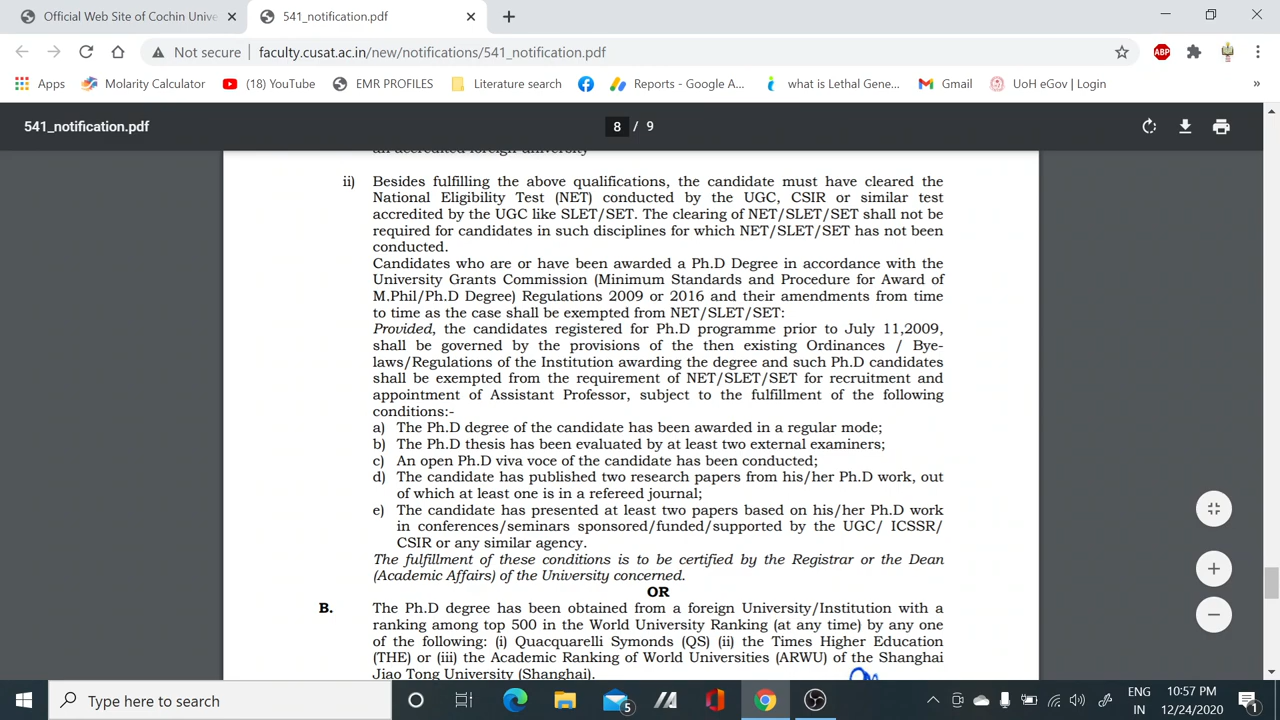 Official Web Site of Cochin Unive
541_notification.pdf
Not secure
faculty.cusat.ac.in/new/notifications/541_notification.pdf
ABP
Apps
Molarity Calculator
(18) YouTube
EMR PROFILES
Literature search
Reports - Google A...
what is Lethal Gene...
Gmail
UoH eGov | Login
»
541_notification.pdf
8 / 9
an accredited foreign university
ii) Besides fulfilling the above qualifications, the candidate must have cleared the
National Eligibility Test (NET) conducted by the UGC, CSIR or similar test
accredited by the UGC like SLET/SET. The clearing of NET/SLET/SET shall not be
required for candidates in such disciplines for which NET/SLET/SET has not been
conducted.
Candidates who are or have been awarded a Ph.D Degree in accordance with the
University Grants Commission (Minimum Standards and Procedure for Award of
M.Phil/Ph.D Degree) Regulations 2009 or 2016 and their amendments from time
to time as the case shall be exempted from NET/SLET/SET:
Provided, the candidates registered for Ph.D programme prior to July 11,2009,
shall be governed by the provisions of the then existing Ordinances / Bye-
laws/Regulations of the Institution awarding the degree and such Ph.D candidates
shall be exempted from the requirement of NET/SLET/SET for recruitment and
appointment of Assistant Professor, subject to the fulfillment of the following
conditions:-
a) The Ph.D degree of the candidate has been awarded in a regular mode;
b) The Ph.D thesis has been evaluated by at least two external examiners;
c) An open Ph.D viva voce of the candidate has been conducted;
d) The candidate has published two research papers from his/her Ph.D work, out
of which at least one is in a refereed journal;
e) The candidate has presented at least two papers based on his/her Ph.D work
in conferences/seminars sponsored/funded/supported by the UGC/ ICSSR/
CSIR or any similar agency.
The fulfillment of these conditions is to be certified by the Registrar or the Dean
(Academic Affairs) of the University concerned.
OR
B. The Ph.D degree has been obtained from a foreign University/Institution with a
ranking among top 500 in the World University Ranking (at any time) by any one
of the following: (i) Quacquarelli Symonds (QS) (ii) the Times Higher Education
(THE) or (iii) the Academic Ranking of World Universities (ARWU) of the Shanghai
Jiao Tong University (Shanghai).
Type here to search
5
ENG
IN
10:57 PM
12/24/2020
1